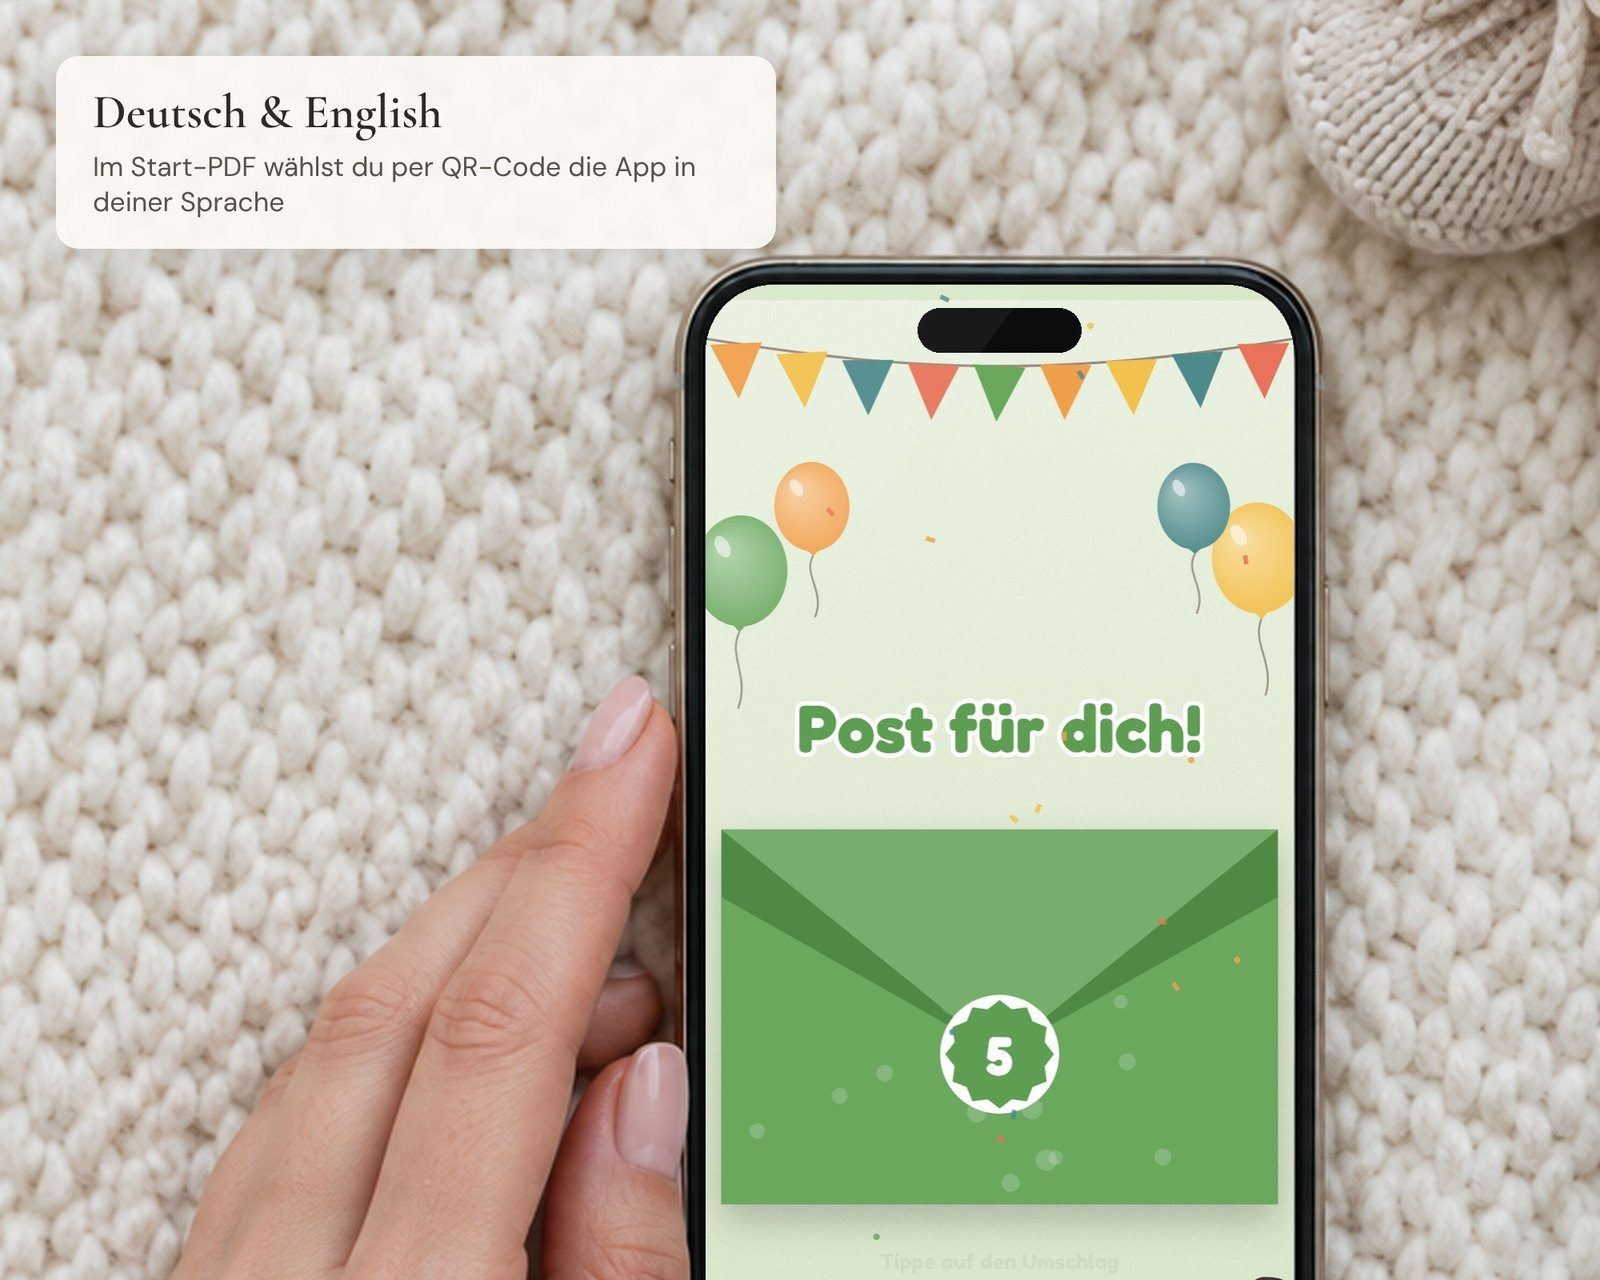 Deutsch & English
Im Start-PDF wählst du per QR-Code die App in
deiner Sprache
Post für dich!
5
Tippe auf den Umschlag